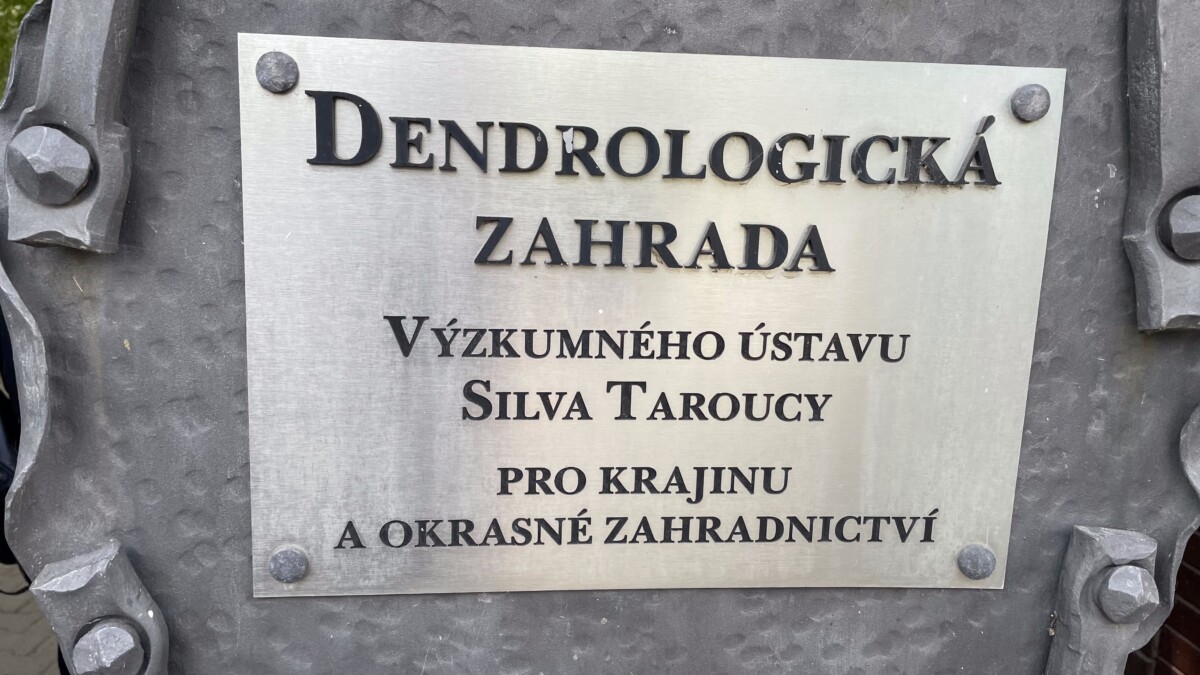 DENDROLOGICKÁ
ZAHRADA
VÝZKUMNÉHO ÚSTAVU
SILVA TAROUCY
PRO KRAJINU
A OKRASNÉ ZAHRADNICTVÍ